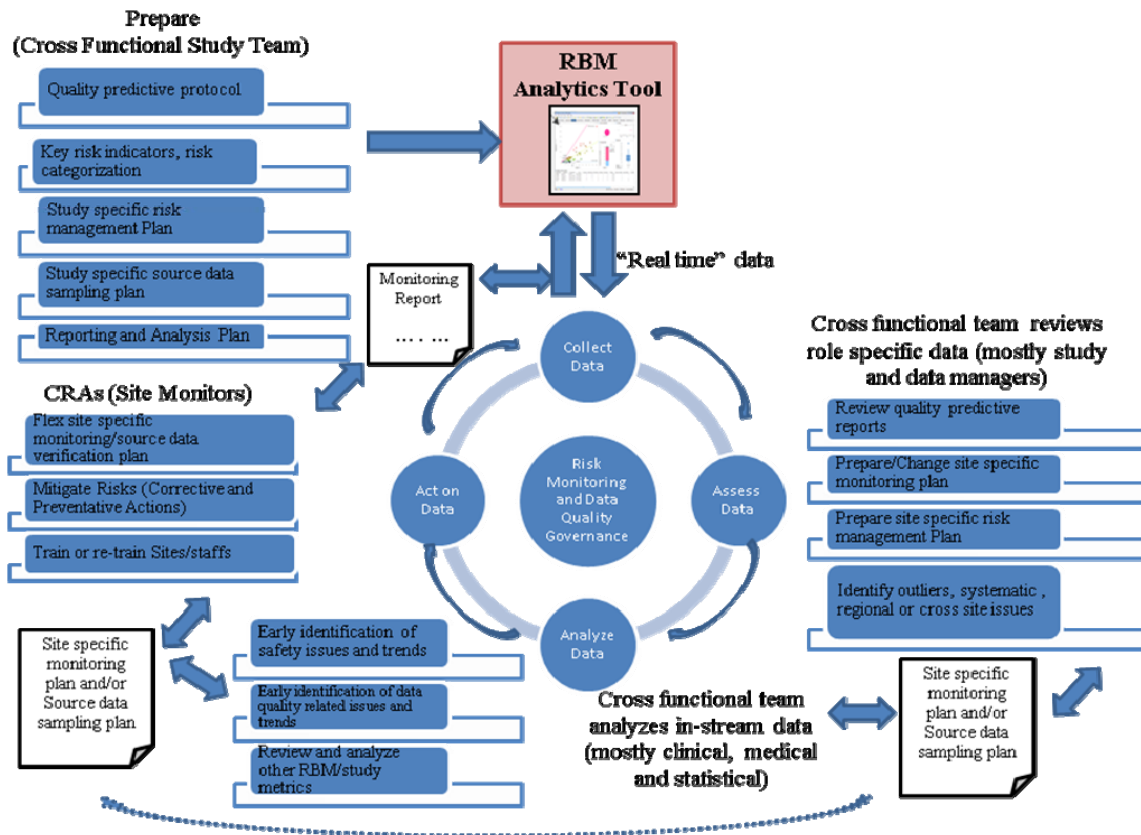 Prepare
(Cross Functional Study Team)
Quality predictive protocol
Key risk indicators, risk
categorization
Study specific risk
management Plan
Study specific source data
sampling plan
Reporting and Analysis Plan
RBM
Analytics Tool
"Real time" data
Monitoring
Report
.... ...
CRAs (Site Monitors)
Flex site specific
monitoring/source data
verification plan
Mitigate Risks (Corrective and
Preventative Actions)
Train or re-train Sites/staffs
Collect
Data
Assess
Data
Analyze
Data
Act on
Data
Risk
Monitoring
and Data
Quality
Governance
Cross functional team reviews
role specific data (mostly study
and data managers)
Review quality predictive
reports
Prepare/Change site specific
monitoring plan
Prepare site specific risk
management Plan
Identify outliers, systematic ,
regional or cross site issues
Site specific
monitoring
plan and/or
Source data
sampling plan
Early identification of
safety issues and trends
Early identification of data
quality related issues and
trends
Review and analyze
other RBM/study
metrics
Cross functional team
analyzes in-stream data
(mostly clinical, medical
and statistical)
Site specific
monitoring
plan and/or
Source data
sampling plan